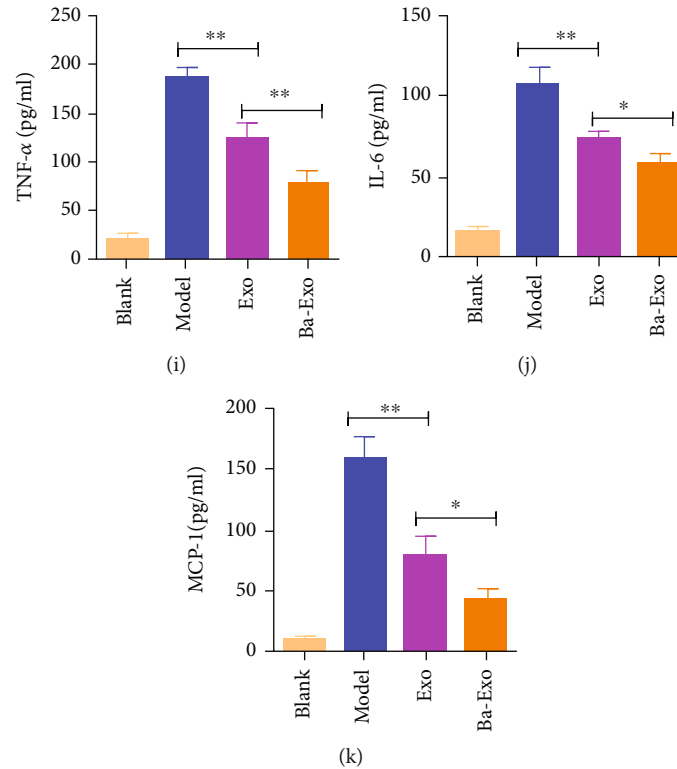 TNF-α (pg/ml)
250
200
150
100
50
0
**
**
Blank
Model
Exo
Ba-Exo
(i)
IL-6 (pg/ml)
150
100
50
0
**
*
Blank
Model
Exo
Ba-Exo
(j)
MCP-1(pg/ml)
200
150
100
50
0
**
*
Blank
Model
Exo
Ba-Exo
(k)